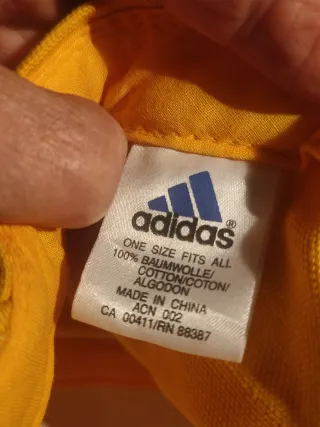 adidas®
ONE SIZE FITS ALL
100% BAUMWOLLE/
COTTON/COTON/
ALGODON
MADE IN CHINA
ACN 002
CA 00411/RN 88387